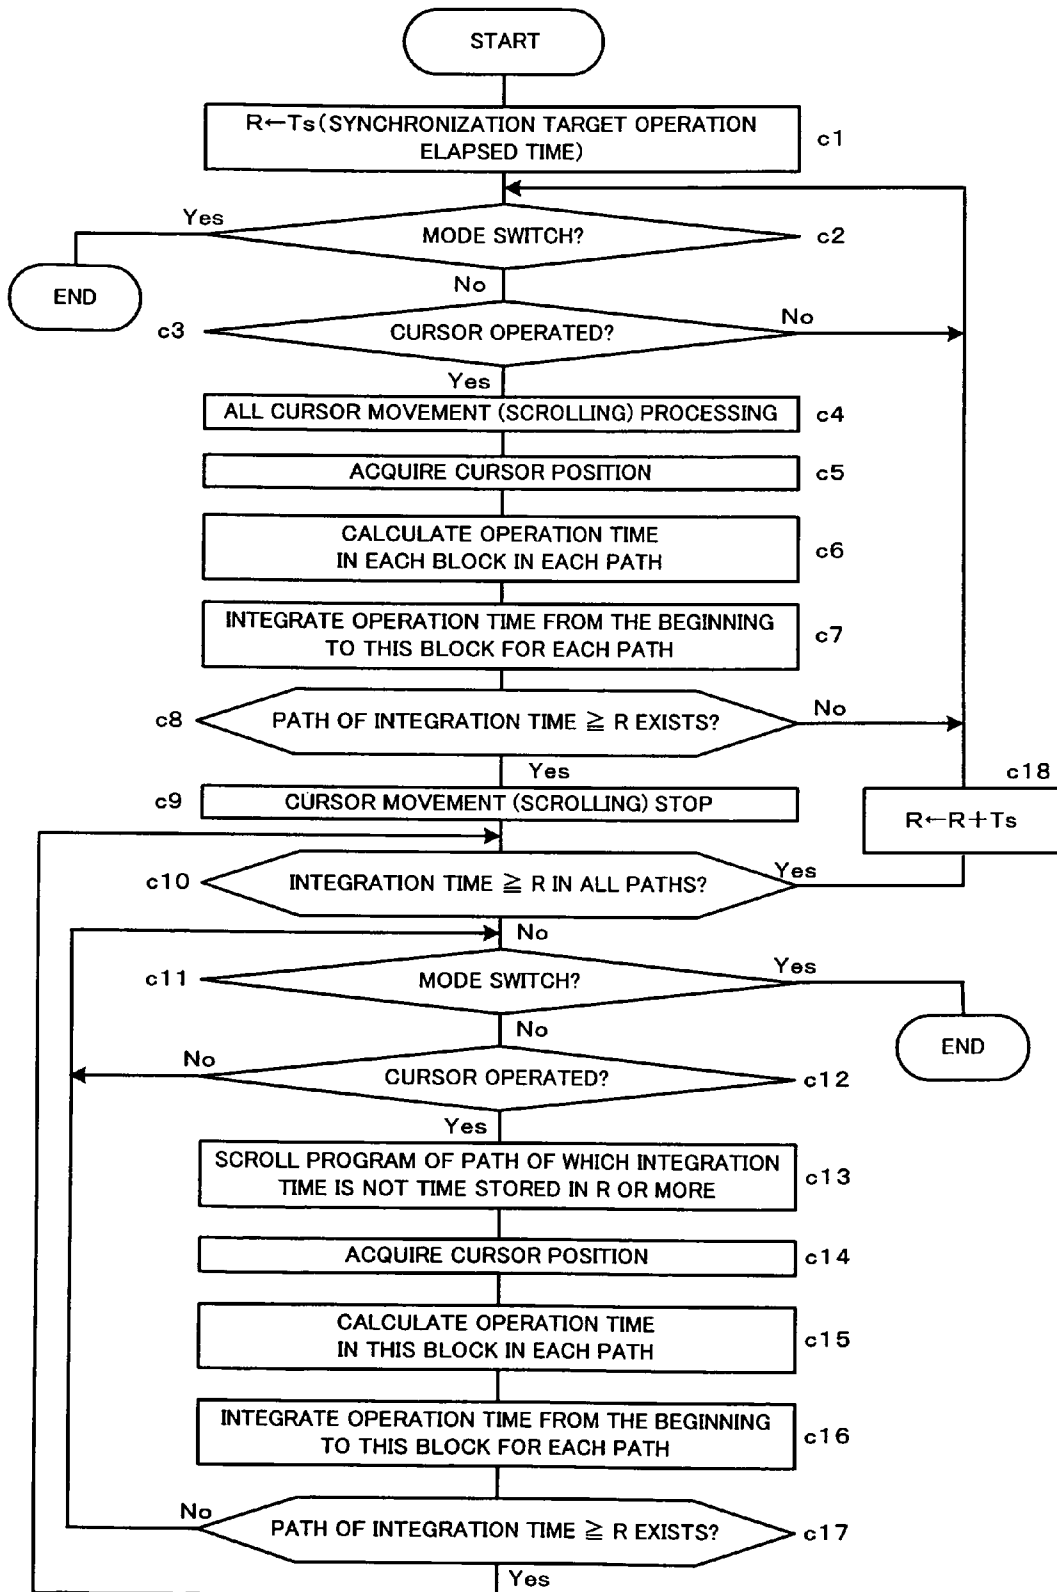 START
R←Ts(SYNCHRONIZATION TARGET OPERATION
ELAPSED TIME)
c1
Yes
MODE SWITCH?
c2
END
No
c3
CURSOR OPERATED?
No
Yes
ALL CURSOR MOVEMENT (SCROLLING) PROCESSING
c4
ACQUIRE CURSOR POSITION
c5
CALCULATE OPERATION TIME
IN EACH BLOCK IN EACH PATH
c6
INTEGRATE OPERATION TIME FROM THE BEGINNING
TO THIS BLOCK FOR EACH PATH
c7
c8
PATH OF INTEGRATION TIME ≧ R EXISTS?
No
Yes
c18
c9
CURSOR MOVEMENT (SCROLLING) STOP
R←R+Ts
c10
INTEGRATION TIME ≧ R IN ALL PATHS?
Yes
No
c11
MODE SWITCH?
Yes
No
END
No
CURSOR OPERATED?
c12
Yes
SCROLL PROGRAM OF PATH OF WHICH INTEGRATION
TIME IS NOT TIME STORED IN R OR MORE
c13
ACQUIRE CURSOR POSITION
c14
CALCULATE OPERATION TIME
IN THIS BLOCK IN EACH PATH
c15
INTEGRATE OPERATION TIME FROM THE BEGINNING
TO THIS BLOCK FOR EACH PATH
c16
No
PATH OF INTEGRATION TIME ≧ R EXISTS?
c17
Yes